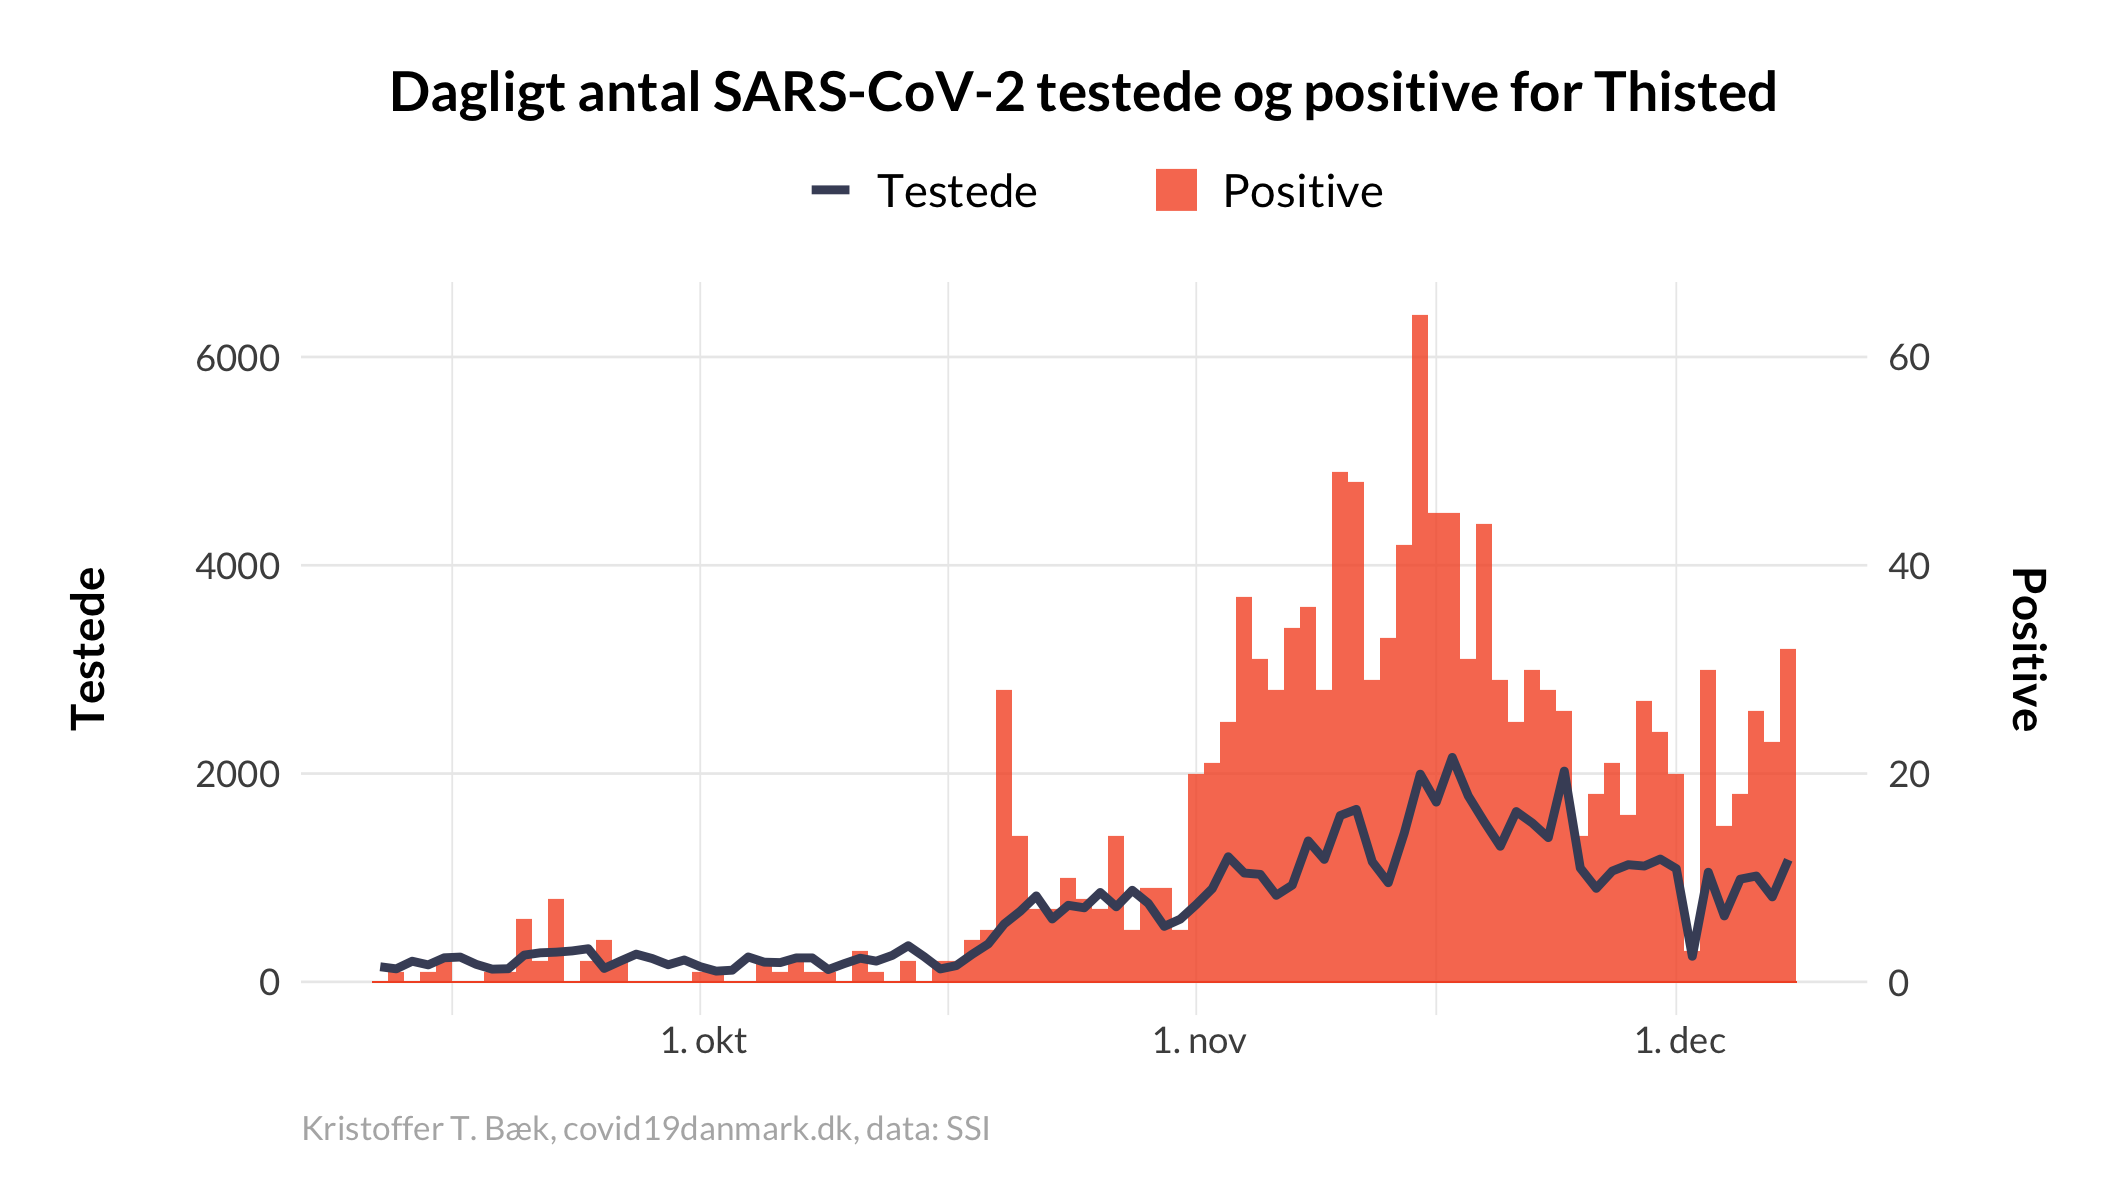 Dagligt antal SARS-CoV-2 testede og positive for Thisted
Testede
Positive
6000
4000
2000
0
Testede
60
40
20
0
Positive
1. okt
1. nov
1. dec
Kristoffer T. Bæk, covid19danmark.dk, data: SSI